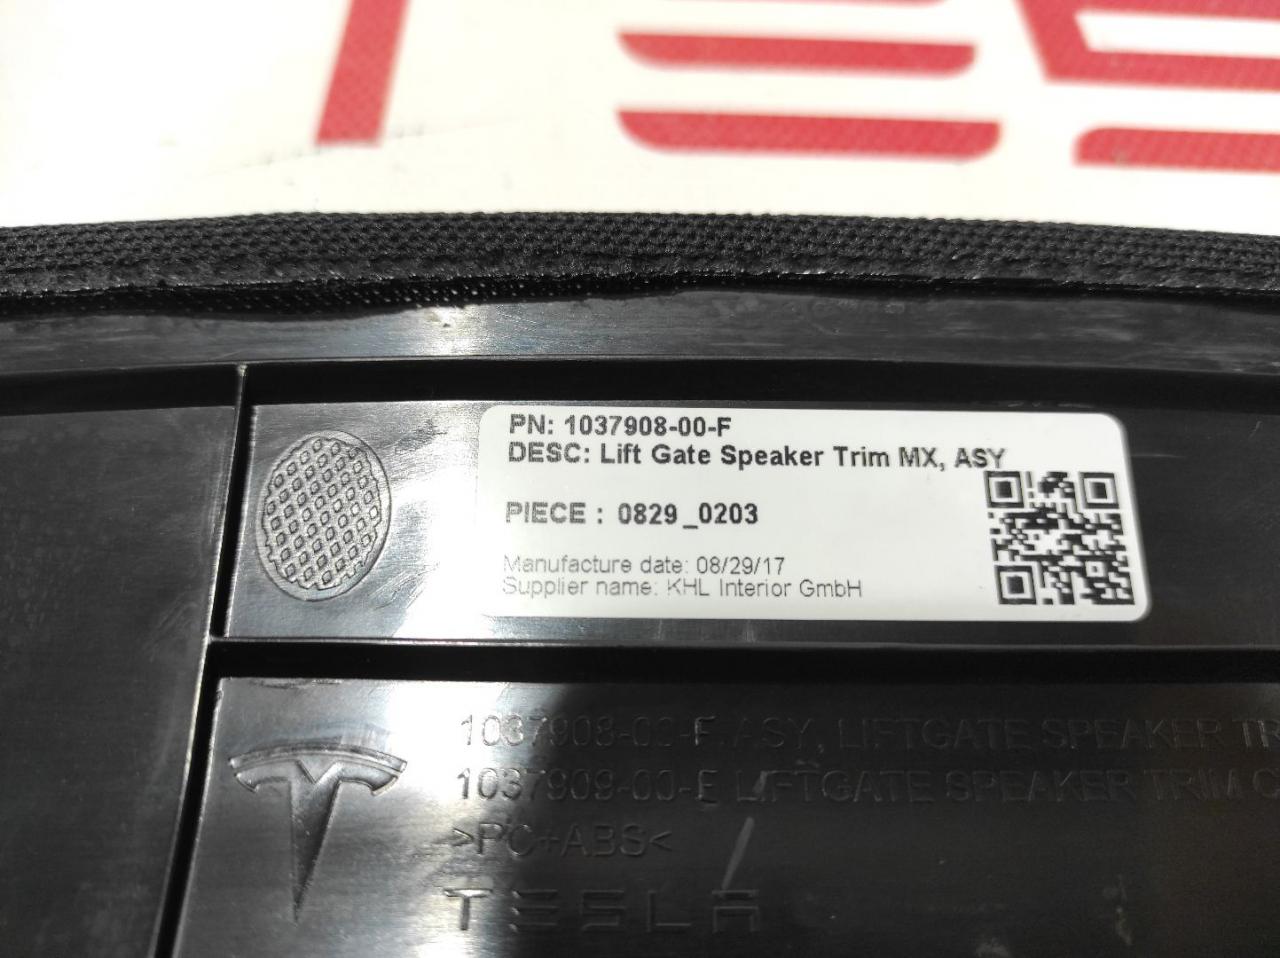 PN: 1037908-00-F
DESC: Lift Gate Speaker Trim MX, ASY
PIECE : 0829_0203
Manufacture date: 08/29/17
Supplier name: KHL Interior GmbH
1037908-00-F ASY, LIFTGATE SPEAKER TR
1037909-00-E LIFTGATE SPEAKER TRIM C
>PC+ABS<
TESLA